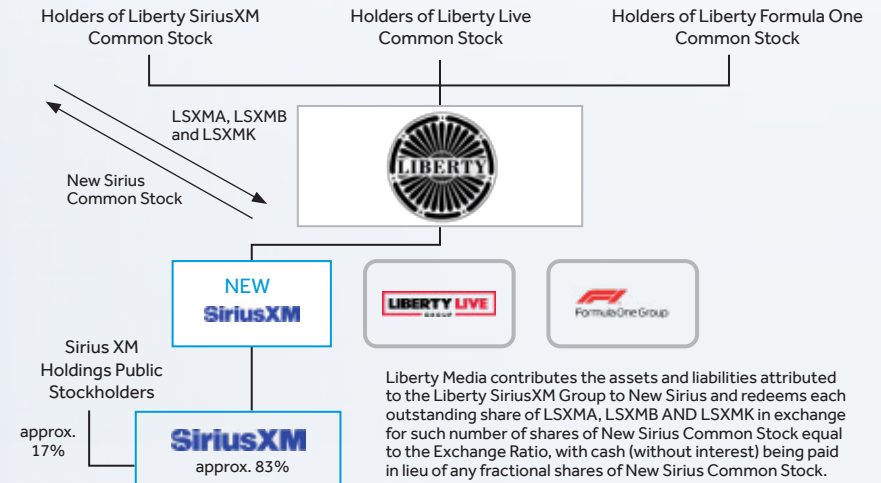 Holders of Liberty SiriusXM
Common Stock
Holders of Liberty Live
Common Stock
Holders of Liberty Formula One
Common Stock
LSXMA, LSXMB
and LSXMK
New Sirius
Common Stock
LIBERTY
NEW
SiriusXM
LIBERTY LIVE
GROUP
F1
Formula One Group
Sirius XM
Holdings Public
Stockholders
approx.
17%
SiriusXM
approx. 83%
Liberty Media contributes the assets and liabilities attributed
to the Liberty SiriusXM Group to New Sirius and redeems each
outstanding share of LSXMA, LSXMB AND LSXMK in exchange
for such number of shares of New Sirius Common Stock equal
to the Exchange Ratio, with cash (without interest) being paid
in lieu of any fractional shares of New Sirius Common Stock.